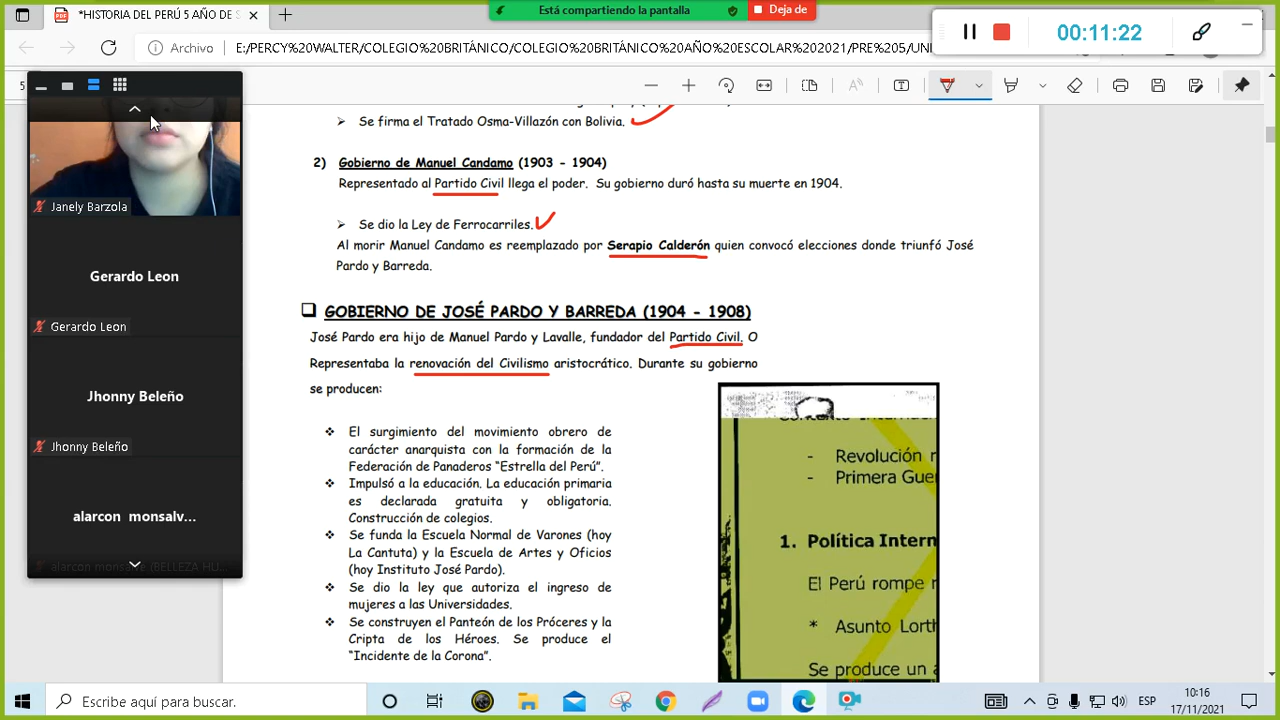 *HISTORIA DEL PERÚ 5 AÑO DE S
Está compartiendo la pantalla
Deja de
00:11:22
Archivo
E:/PERCY%20WALTER/COLEGIO%20BRITÁNICO/COLEGIO%20BRITÁNICO%20AÑO%20ESCOLAR%202021/PRE%205/UNI
5
Se firma el Tratado Osma-Villazón con Bolivia.
2) Gobierno de Manuel Candamo (1903 - 1904)
Representado al Partido Civil llega el poder. Su gobierno duró hasta su muerte en 1904.
Se dio la Ley de Ferrocarriles.
Al morir Manuel Candamo es reemplazado por Serapio Calderón quien convocó elecciones donde triunfó José
Pardo y Barreda.
GOBIERNO DE JOSÉ PARDO Y BARREDA (1904 - 1908)
José Pardo era hijo de Manuel Pardo y Lavalle, fundador del Partido Civil. O
Representaba la renovación del Civilismo aristocrático. Durante su gobierno
se producen:
El surgimiento del movimiento obrero de
carácter anarquista con la formación de la
Federación de Panaderos “Estrella del Perú”.
Impulsó a la educación. La educación primaria
es declarada gratuita y obligatoria.
Construcción de colegios.
Se funda la Escuela Normal de Varones (hoy
La Cantuta) y la Escuela de Artes y Oficios
(hoy Instituto José Pardo).
Se dio la ley que autoriza el ingreso de
mujeres a las Universidades.
Se construyen el Panteón de los Próceres y la
Cripta de los Héroes. Se produce el
“Incidente de la Corona”.
- Revolución r
- Primera Guer
1. Política Intern
El Perú rompe r
* Asunto Lorth
Se produce un a
Janely Barzola
Gerardo Leon
Gerardo Leon
Jhonny Beleño
Jhonny Beleño
alarcon monsalv...
Escribe aquí para buscar.
ESP
10:16
17/11/2021